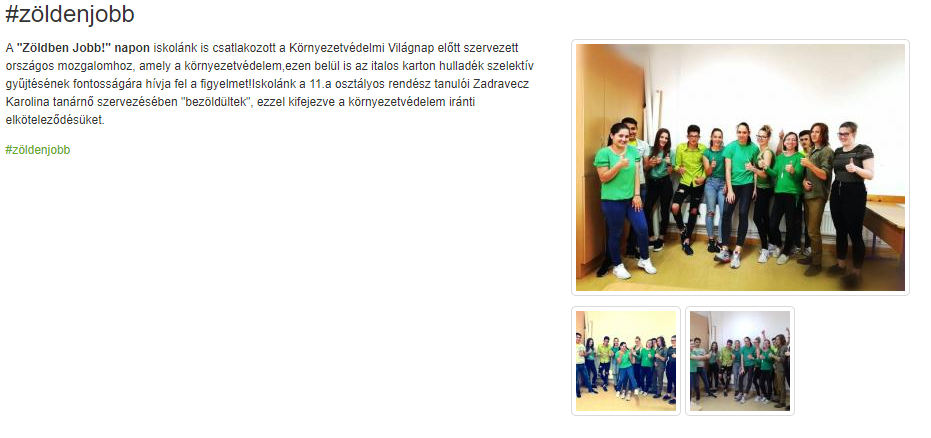 #zöldenjobb
A "Zöldben Jobb!" napon iskolánk is csatlakozott a Környezetvédelmi Világnap előtt szervezett
országos mozgalomhoz, amely a környezetvédelem,ezen belül is az italos karton hulladék szelektív
gyűjtésének fontosságára hívja fel a figyelmet!Iskolánk a 11.a osztályos rendész tanulói Zadravecz
Karolina tanárnő szervezésében "bezöldültek", ezzel kifejezve a környezetvédelem iránti
elköteleződésüket.
#zöldenjobb